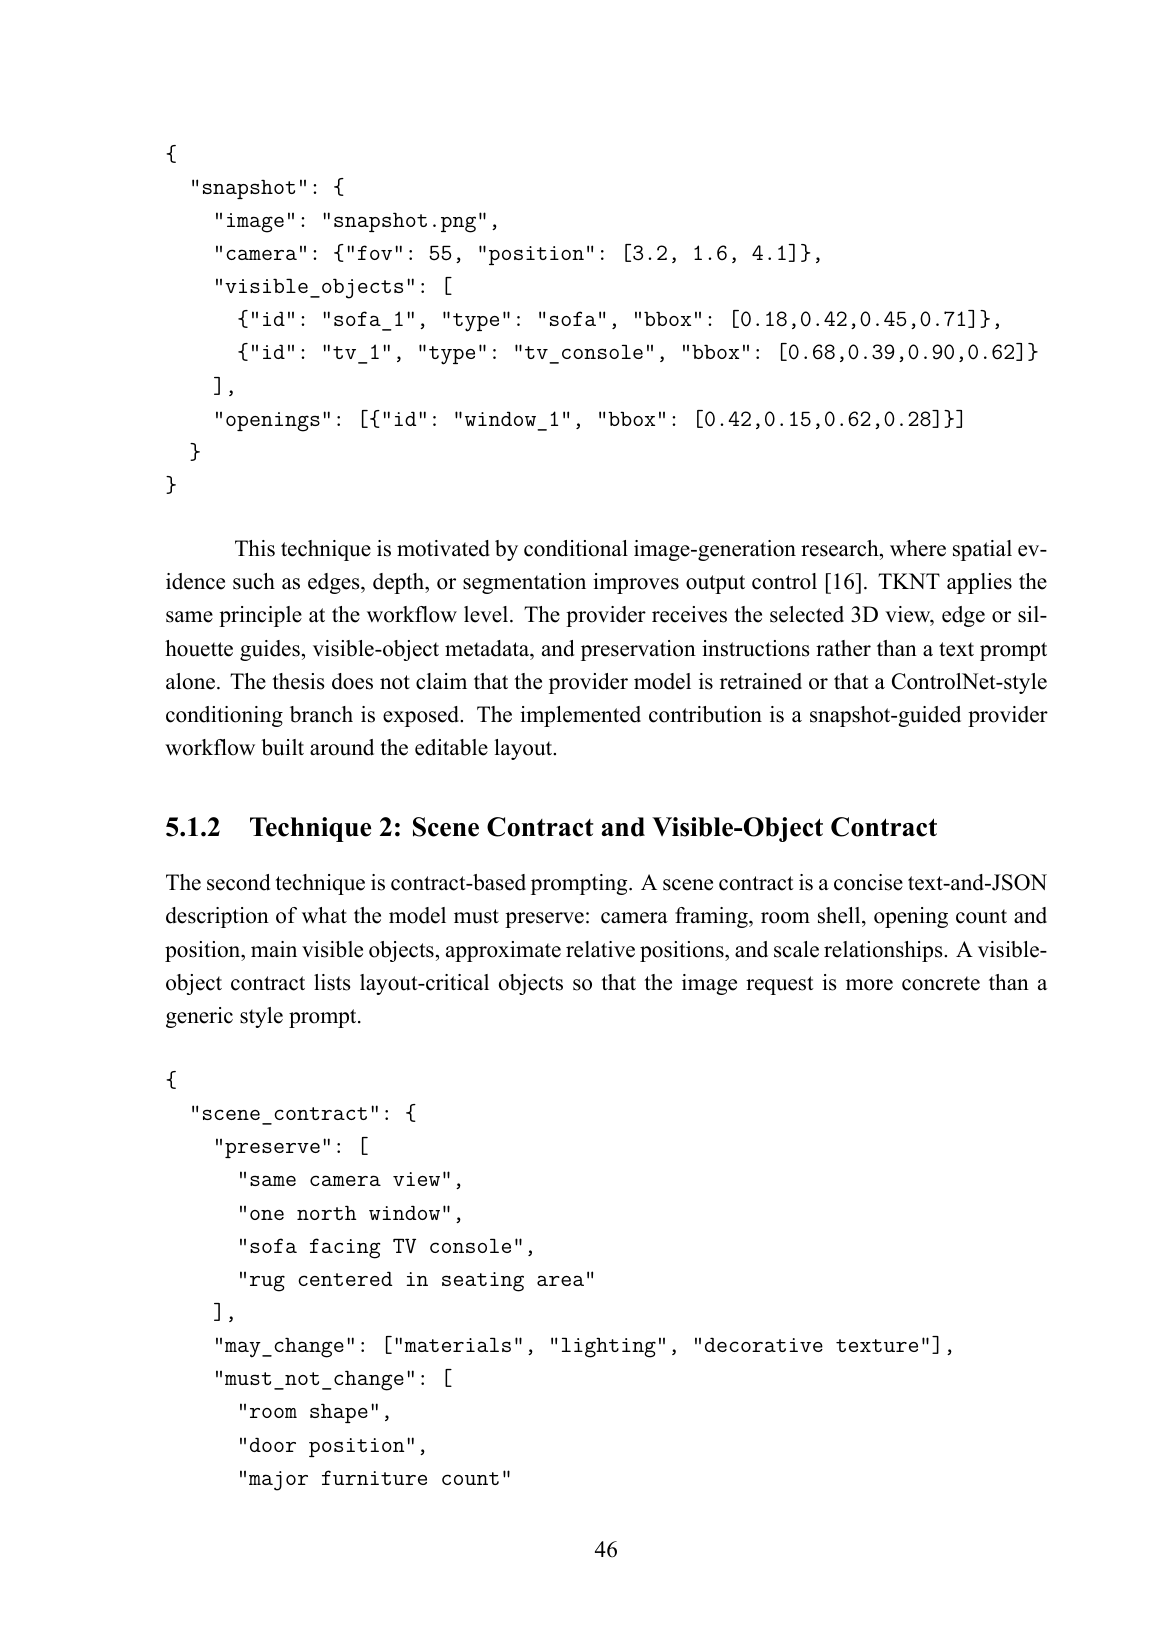 {
  "snapshot": {
    "image": "snapshot.png",
    "camera": {"fov": 55, "position": [3.2, 1.6, 4.1]},
    "visible_objects": [
      {"id": "sofa_1", "type": "sofa", "bbox": [0.18,0.42,0.45,0.71]},
      {"id": "tv_1", "type": "tv_console", "bbox": [0.68,0.39,0.90,0.62]}
    ],
    "openings": [{"id": "window_1", "bbox": [0.42,0.15,0.62,0.28]}]
  }
}
This technique is motivated by conditional image-generation research, where spatial ev-
idence such as edges, depth, or segmentation improves output control [16]. TKNT applies the
same principle at the workflow level. The provider receives the selected 3D view, edge or sil-
houette guides, visible-object metadata, and preservation instructions rather than a text prompt
alone. The thesis does not claim that the provider model is retrained or that a ControlNet-style
conditioning branch is exposed. The implemented contribution is a snapshot-guided provider
workflow built around the editable layout.
5.1.2 Technique 2: Scene Contract and Visible-Object Contract
The second technique is contract-based prompting. A scene contract is a concise text-and-JSON
description of what the model must preserve: camera framing, room shell, opening count and
position, main visible objects, approximate relative positions, and scale relationships. A visible-
object contract lists layout-critical objects so that the image request is more concrete than a
generic style prompt.
{
  "scene_contract": {
    "preserve": [
      "same camera view",
      "one north window",
      "sofa facing TV console",
      "rug centered in seating area"
    ],
    "may_change": ["materials", "lighting", "decorative texture"],
    "must_not_change": [
      "room shape",
      "door position",
      "major furniture count"
46